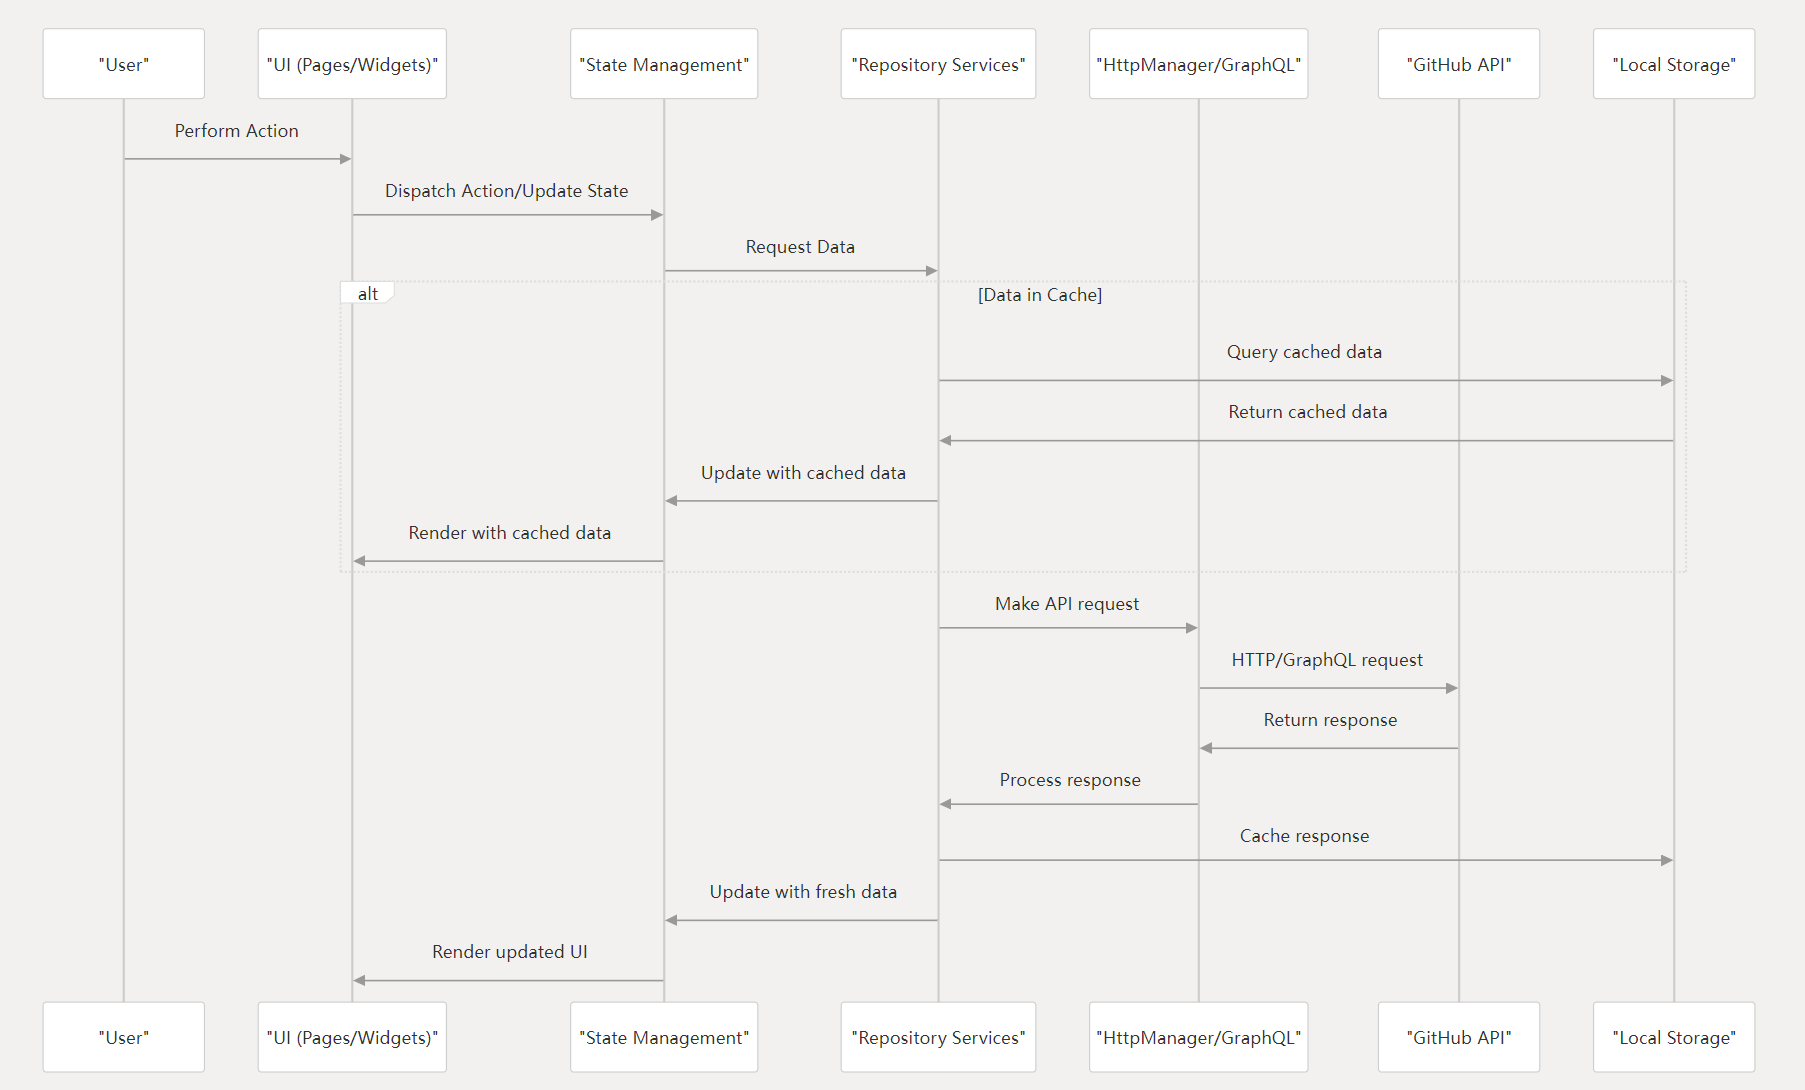 "User"
"UI (Pages/Widgets)"
"State Management"
"Repository Services"
"HttpManager/GraphQL"
"GitHub API"
"Local Storage"
Perform Action
Dispatch Action/Update State
Request Data
alt
[Data in Cache]
Query cached data
Return cached data
Update with cached data
Render with cached data
Make API request
HTTP/GraphQL request
Return response
Process response
Cache response
Update with fresh data
Render updated UI
"User"
"UI (Pages/Widgets)"
"State Management"
"Repository Services"
"HttpManager/GraphQL"
"GitHub API"
"Local Storage"